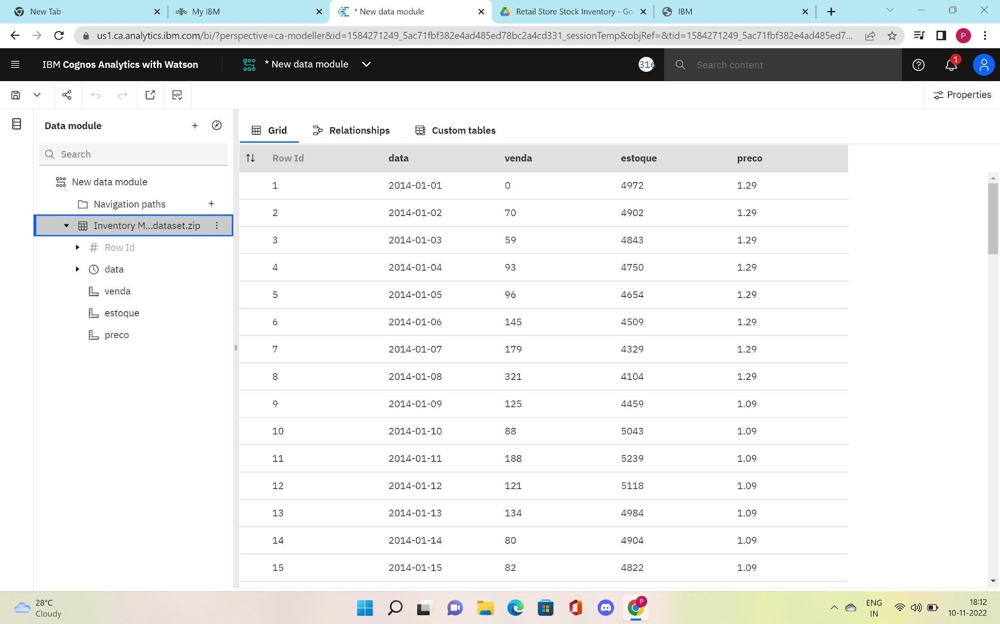 New Tab My IBM * New data module Retail Store Stock Inventory - Go IBM
us1.ca.analytics.ibm.com/bi/?perspective=ca-modeller&id=1584271249_5ac71fbf382e4ad485ed78bc2a4cd331_sessionTemp&objRef=&tid=1584271249_5ac71fbf382e4ad485ed7... P
IBM Cognos Analytics with Watson * New data module 316 Search content 1
Properties
Data module
Grid Relationships Custom tables
Search
New data module
Navigation paths
Inventory M...dataset.zip
Row Id
data
venda
estoque
preco
Row Id data venda estoque preco
1 2014-01-01 0 4972 1.29
2 2014-01-02 70 4902 1.29
3 2014-01-03 59 4843 1.29
4 2014-01-04 93 4750 1.29
5 2014-01-05 96 4654 1.29
6 2014-01-06 145 4509 1.29
7 2014-01-07 179 4329 1.29
8 2014-01-08 321 4104 1.29
9 2014-01-09 125 4459 1.09
10 2014-01-10 88 5043 1.09
11 2014-01-11 188 5239 1.09
12 2014-01-12 121 5118 1.09
13 2014-01-13 134 4984 1.09
14 2014-01-14 80 4904 1.09
15 2014-01-15 82 4822 1.09
28°C
Cloudy
P
ENG
IN
18:12
10-11-2022